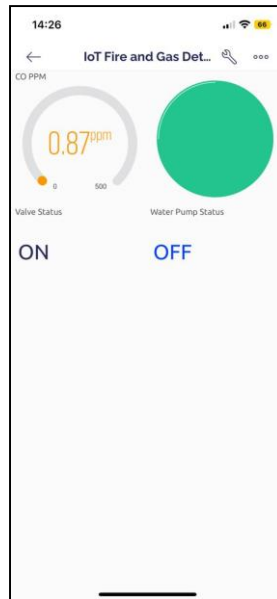 14:26
66
IoT Fire and Gas Det...
CO PPM
0.87ppm
0 500
Valve Status Water Pump Status
ON OFF